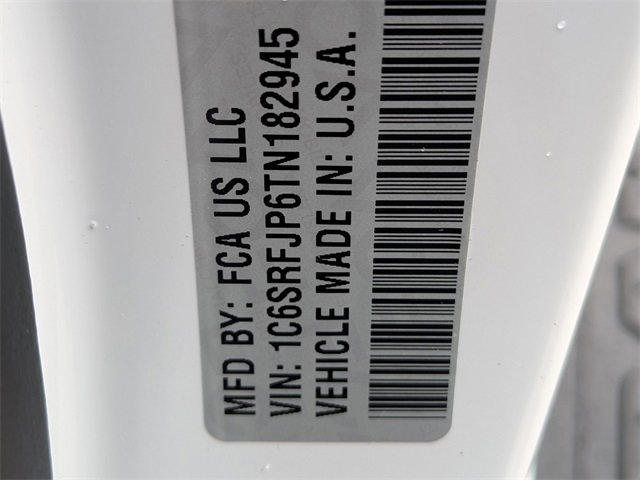 MFD BY: FCA US LLC
VIN: 1C6SRFJP6TN182945
VEHICLE MADE IN: U.S.A.